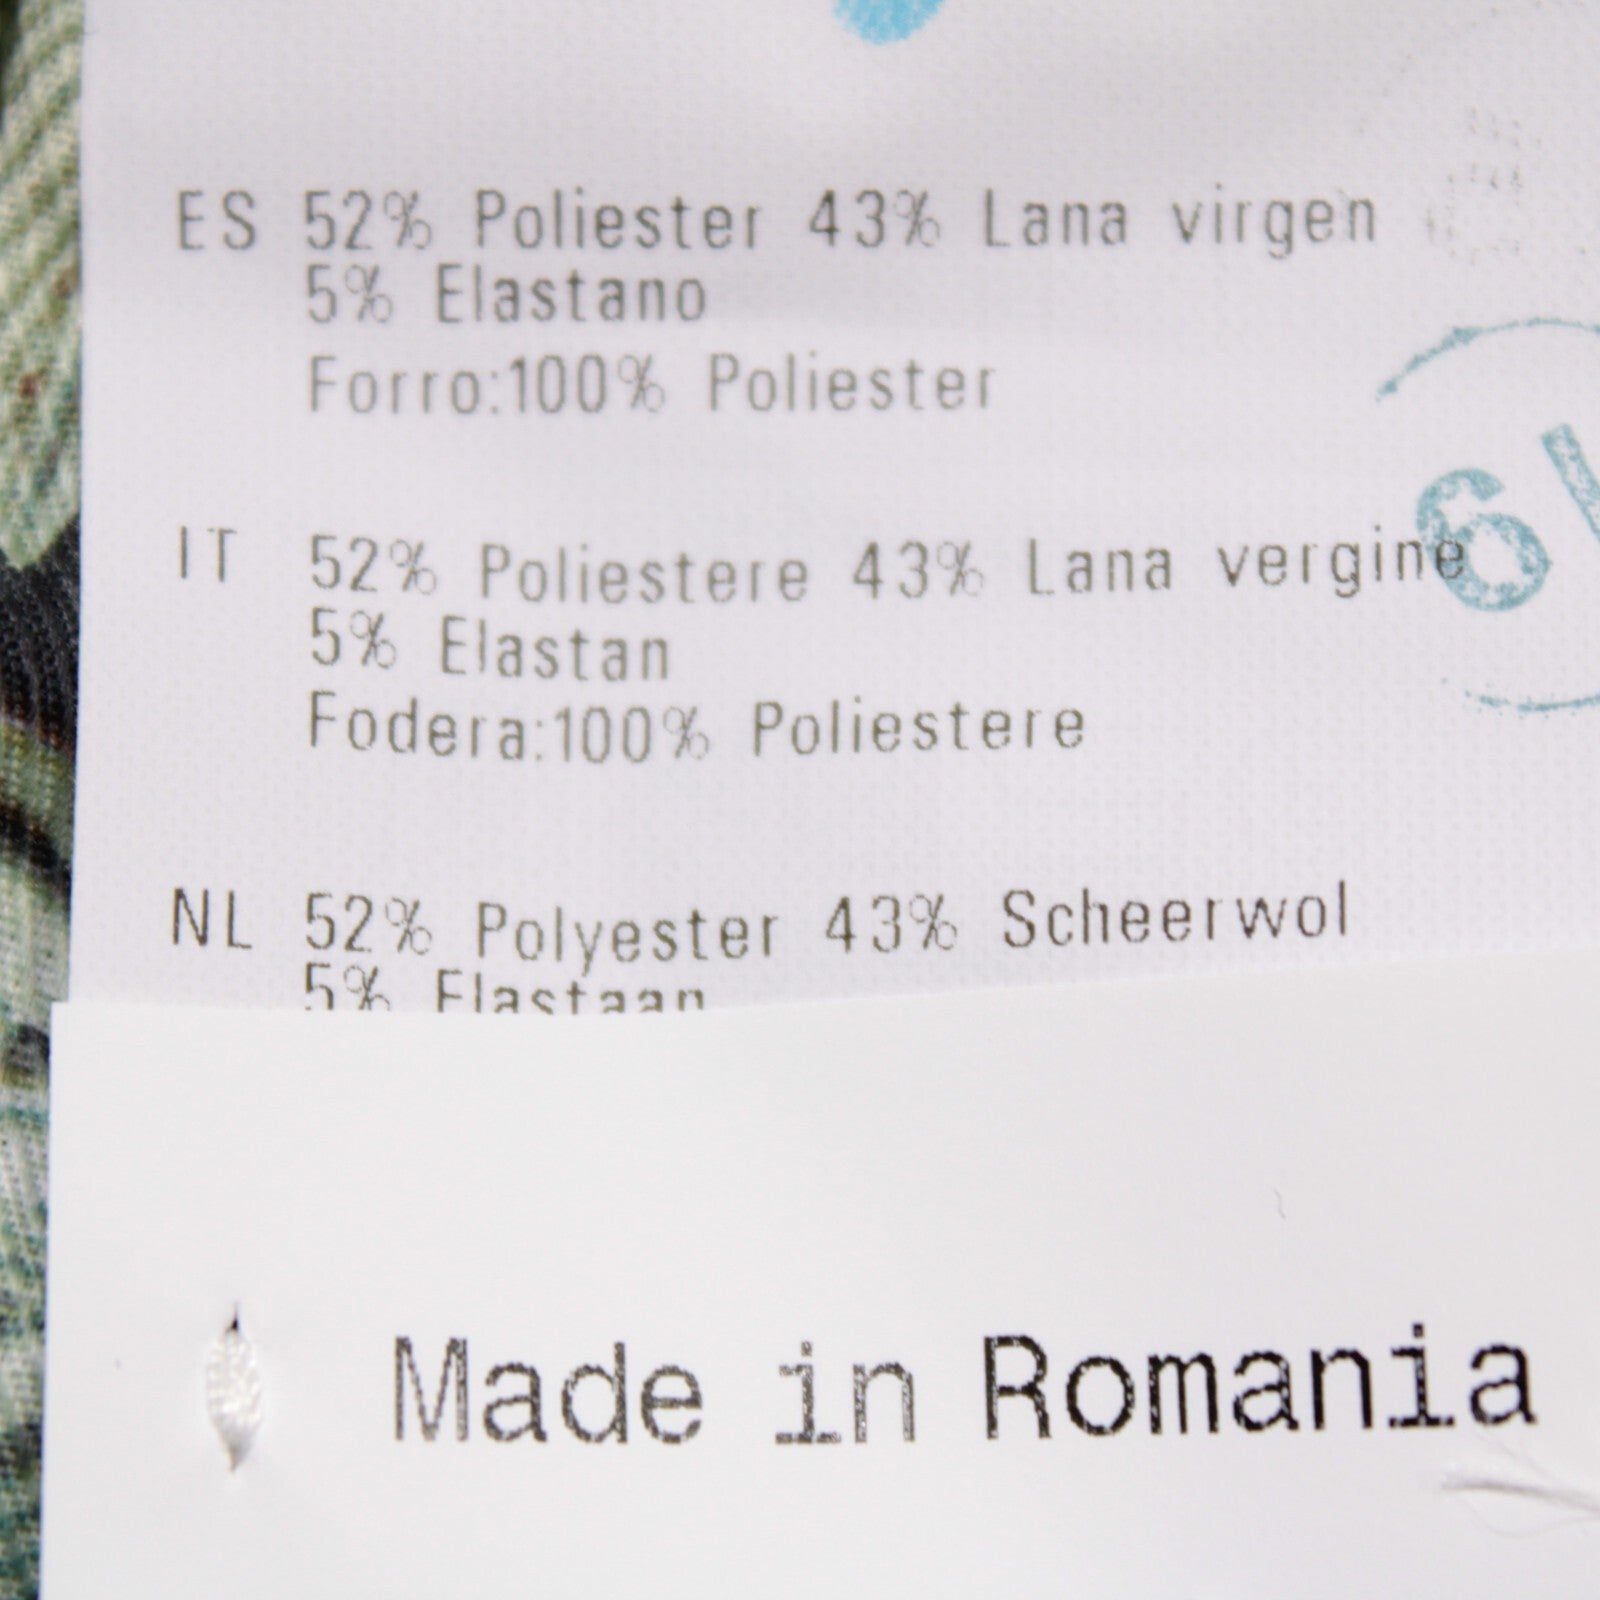 ES 52% Poliester 43% Lana virgen
5% Elastano
Forro:100% Poliester
IT 52% Poliestere 43% Lana vergine
5% Elastan
Fodera:100% Poliestere
NL 52% Polyester 43% Scheerwol
5% Elastaan
Made in Romania